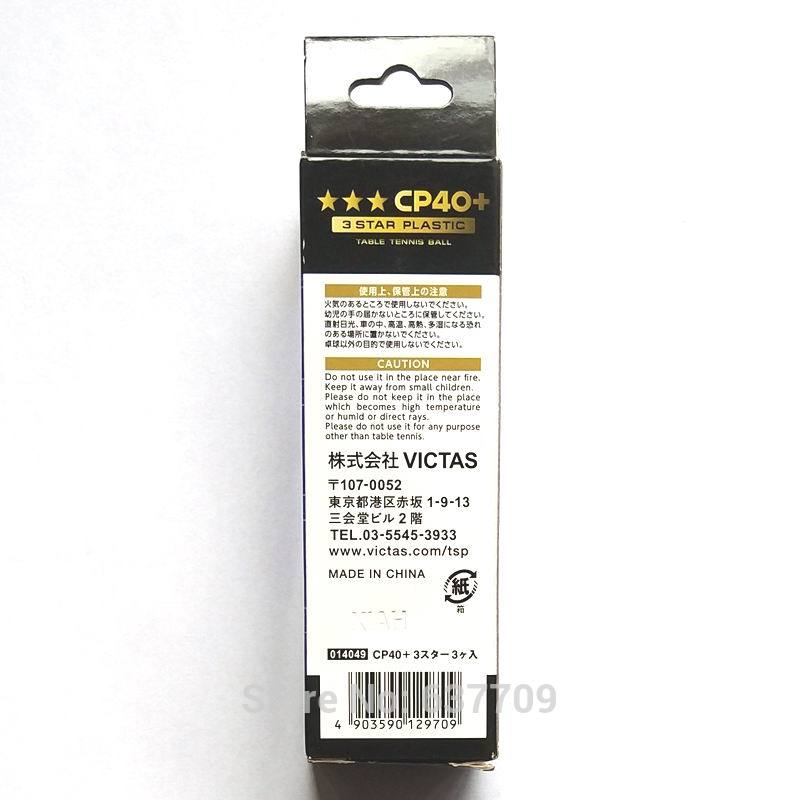 ★★★ CP40+
3 STAR PLASTIC
TABLE TENNIS BALL
使用上、保管上の注意
火気のあるところで使用しないでください。
幼児の手の届かないところに保管してください。
直射日光、車の中、高温、高熱、多湿になる恐れ
のある場所に置かないでください。
卓球以外の目的で使用しないでください。
CAUTION
Do not use it in the place near fire.
Keep it away from small children.
Please do not keep it in the place
which becomes high temperature
or humid or direct rays.
Please do not use it for any purpose
other than table tennis.
株式会社 VICTAS
〒107-0052
東京都港区赤坂 1-9-13
三会堂ビル 2 階
TEL.03-5545-3933
www.victas.com/tsp
MADE IN CHINA
紙
箱
014049 CP40+ 3スター 3ヶ入
Store No: 637709
4 903590 129709